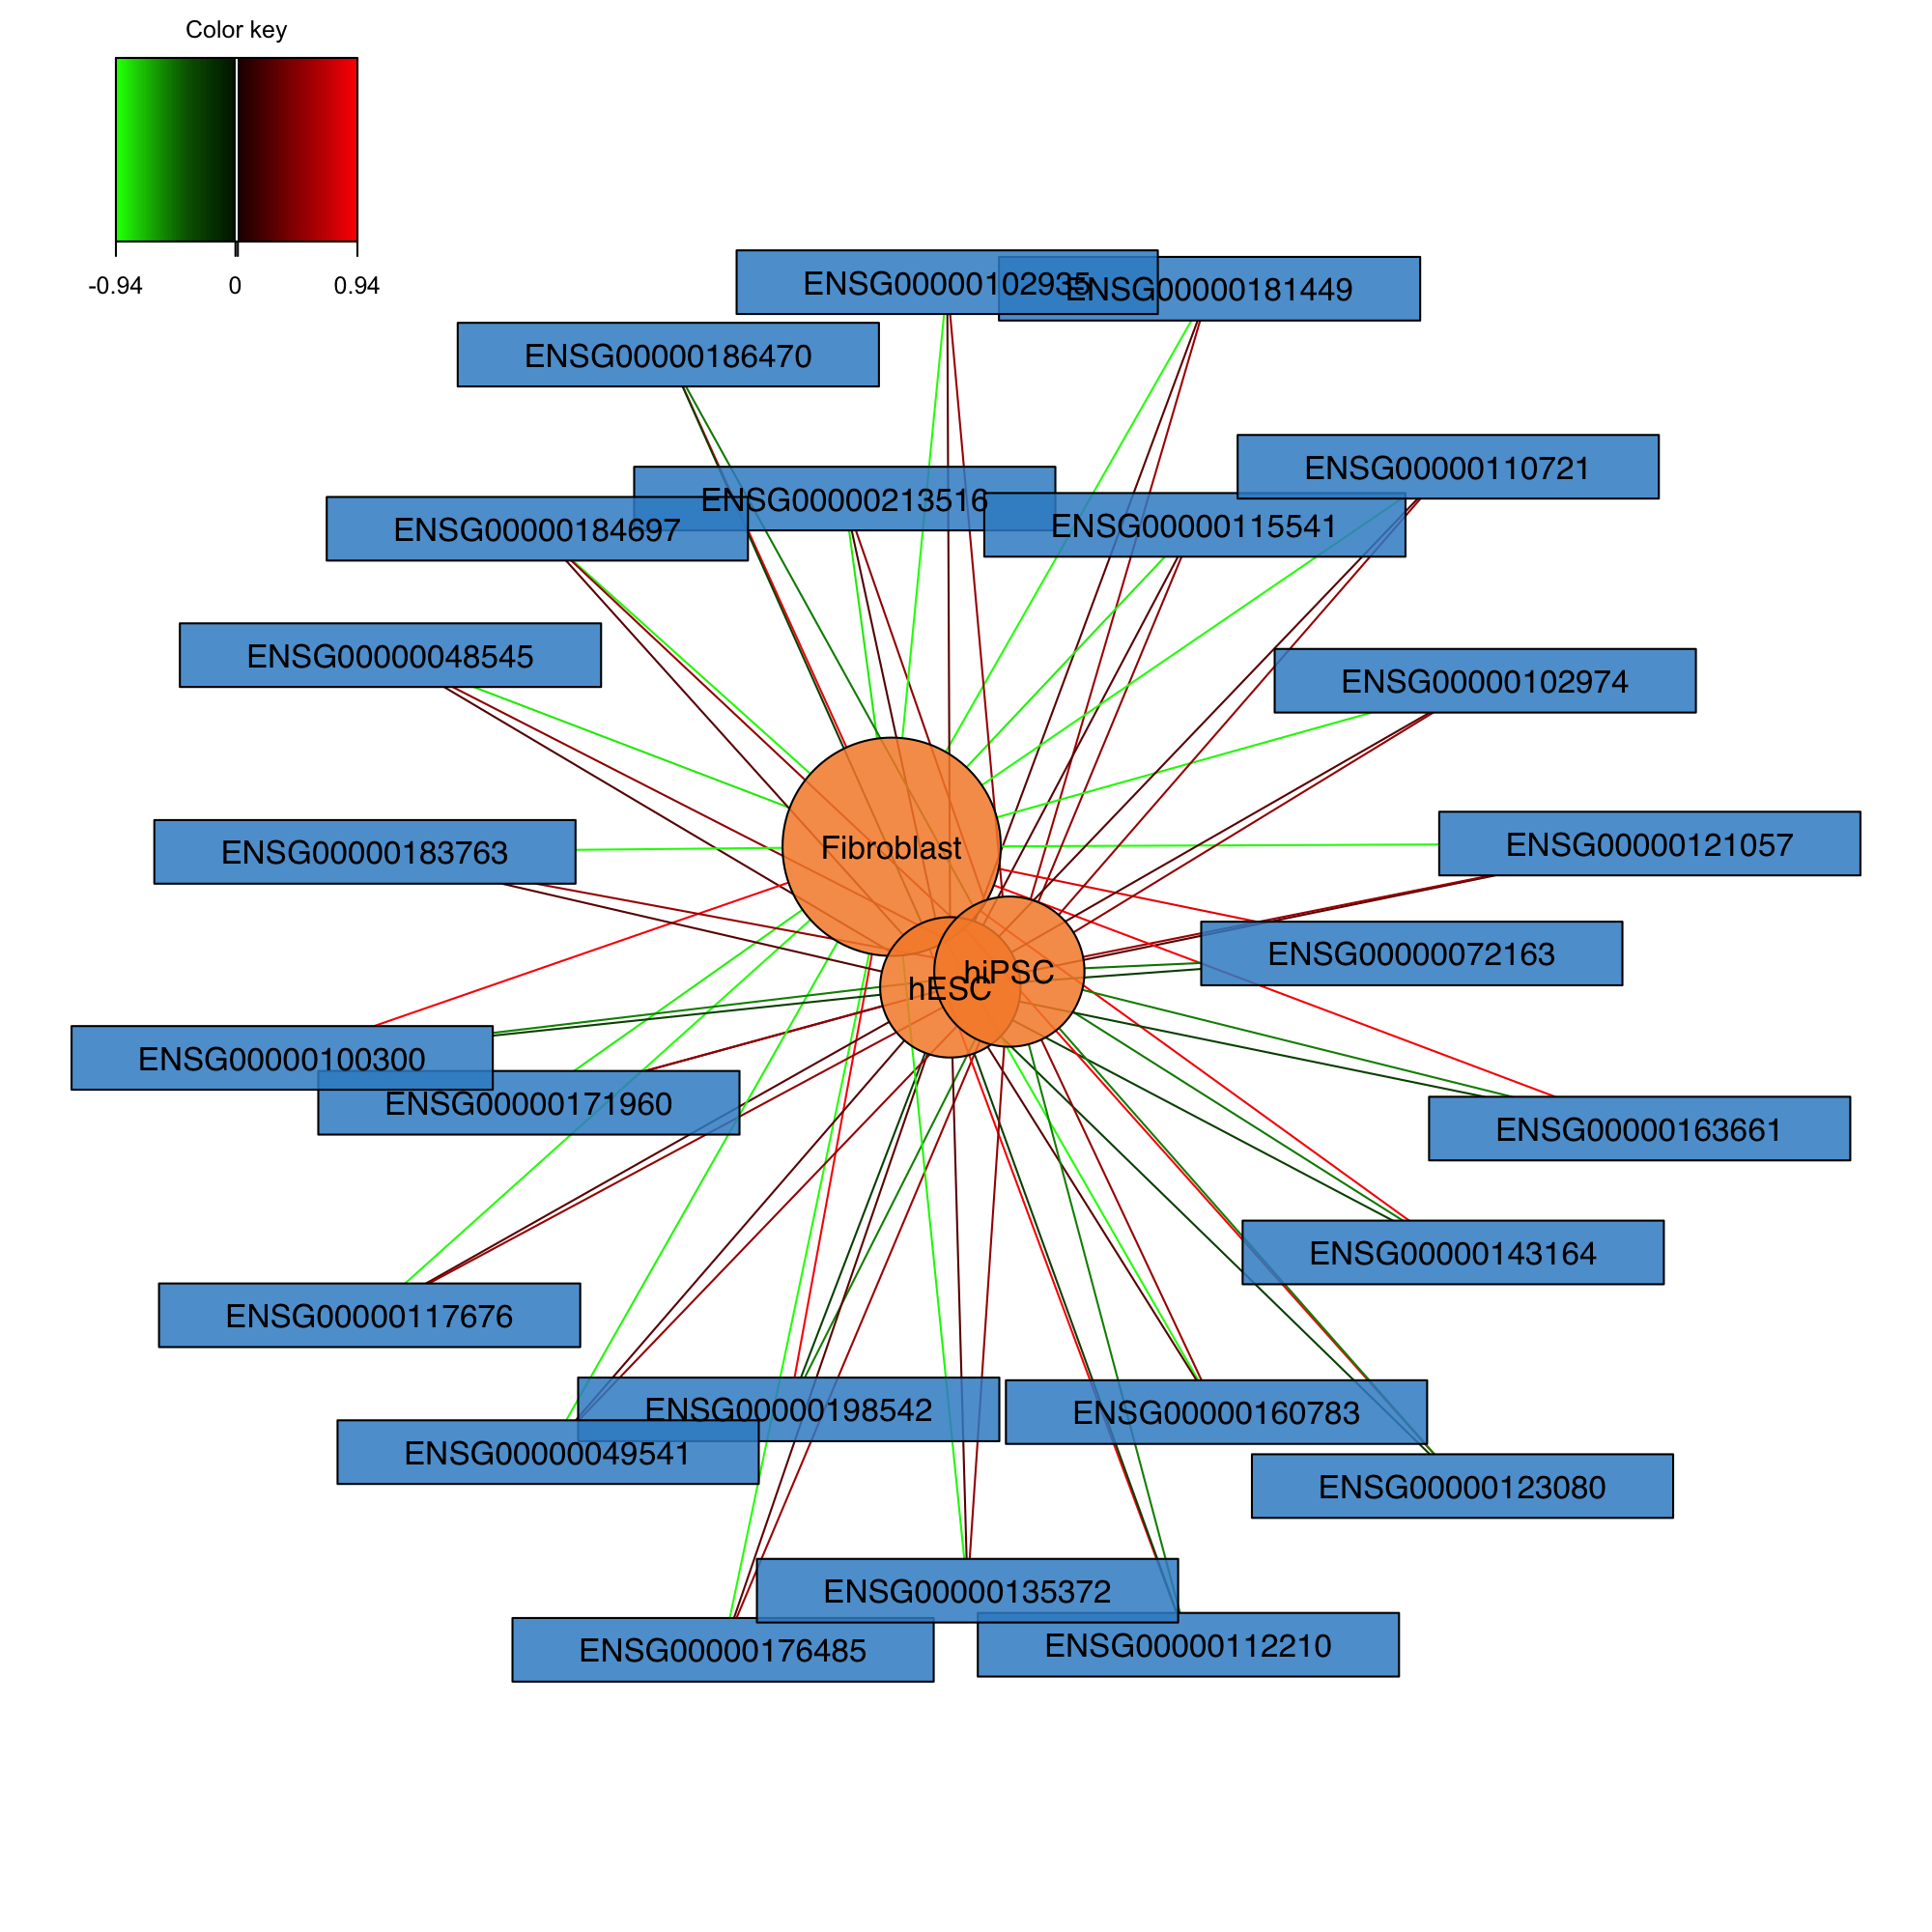 Color key
-0.94 0 0.94
ENSG00000102935
ENSG00000181449
ENSG00000186470
ENSG00000110721
ENSG00000213516
ENSG00000184697
ENSG00000115541
ENSG00000048545
ENSG00000102974
Fibroblast
ENSG00000183763
ENSG00000121057
ENSG00000072163
hiPSC
hESC
ENSG00000100300
ENSG00000171960
ENSG00000163661
ENSG00000143164
ENSG00000117676
ENSG00000198542
ENSG00000160783
ENSG00000049541
ENSG00000123080
ENSG00000135372
ENSG00000112210
ENSG00000176485